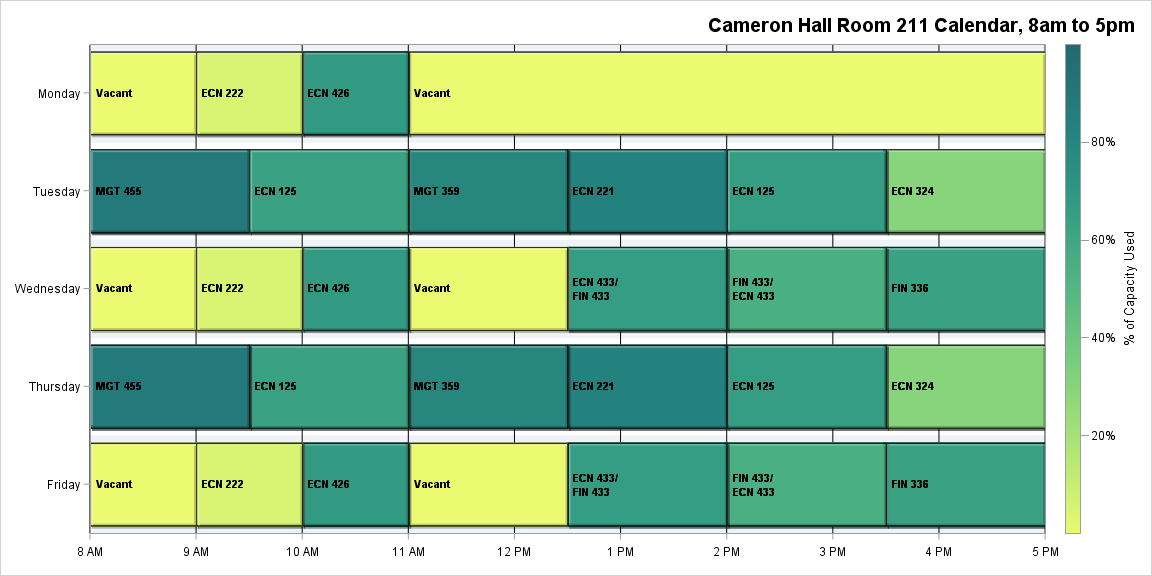 Cameron Hall Room 211 Calendar, 8am to 5pm
Monday
Vacant
ECN 222
ECN 426
Vacant
Tuesday
MGT 455
ECN 125
MGT 359
ECN 221
ECN 125
ECN 324
Wednesday
Vacant
ECN 222
ECN 426
Vacant
ECN 433/
FIN 433
FIN 433/
ECN 433
FIN 336
Thursday
MGT 455
ECN 125
MGT 359
ECN 221
ECN 125
ECN 324
Friday
Vacant
ECN 222
ECN 426
Vacant
ECN 433/
FIN 433
FIN 433/
ECN 433
FIN 336
8 AM
9 AM
10 AM
11 AM
12 PM
1 PM
2 PM
3 PM
4 PM
5 PM
80%
60%
40%
20%
% of Capacity Used